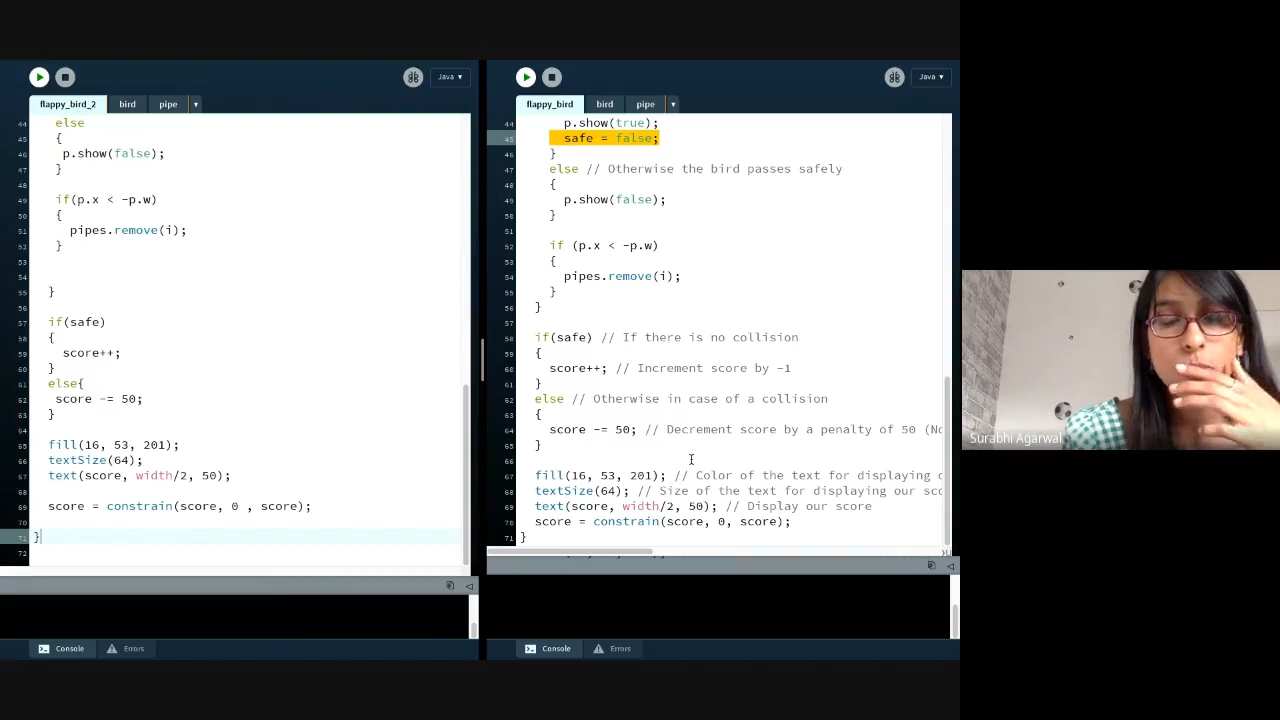 Java ▾
flappy_bird_2 bird pipe ▾
44 else
45 {
46 p.show(false);
47 }
48
49 if(p.x < -p.w)
50 {
51 pipes.remove(i);
52 }
53
54
55 }
56
57 if(safe)
58 {
59 score++;
60 }
61 else{
62 score -= 50;
63 }
64
65 fill(16, 53, 201);
66 textSize(64);
67 text(score, width/2, 50);
68
69 score = constrain(score, 0 , score);
70
71 }
72
Console Errors
Java ▾
flappy_bird bird pipe ▾
44 p.show(true);
45 safe = false;
46 }
47 else // Otherwise the bird passes safely
48 {
49 p.show(false);
50 }
51
52 if (p.x < -p.w)
53 {
54 pipes.remove(i);
55 }
56 }
57
58 if(safe) // If there is no collision
59 {
60 score++; // Increment score by -1
61 }
62 else // Otherwise in case of a collision
63 {
64 score -= 50; // Decrement score by a penalty of 50 (No
65 }
66
67 fill(16, 53, 201); // Color of the text for displaying
68 textSize(64); // Size of the text for displaying our sco
69 text(score, width/2, 50); // Display our score
70 score = constrain(score, 0, score);
71 }
Console Errors
Surabhi Agarwal